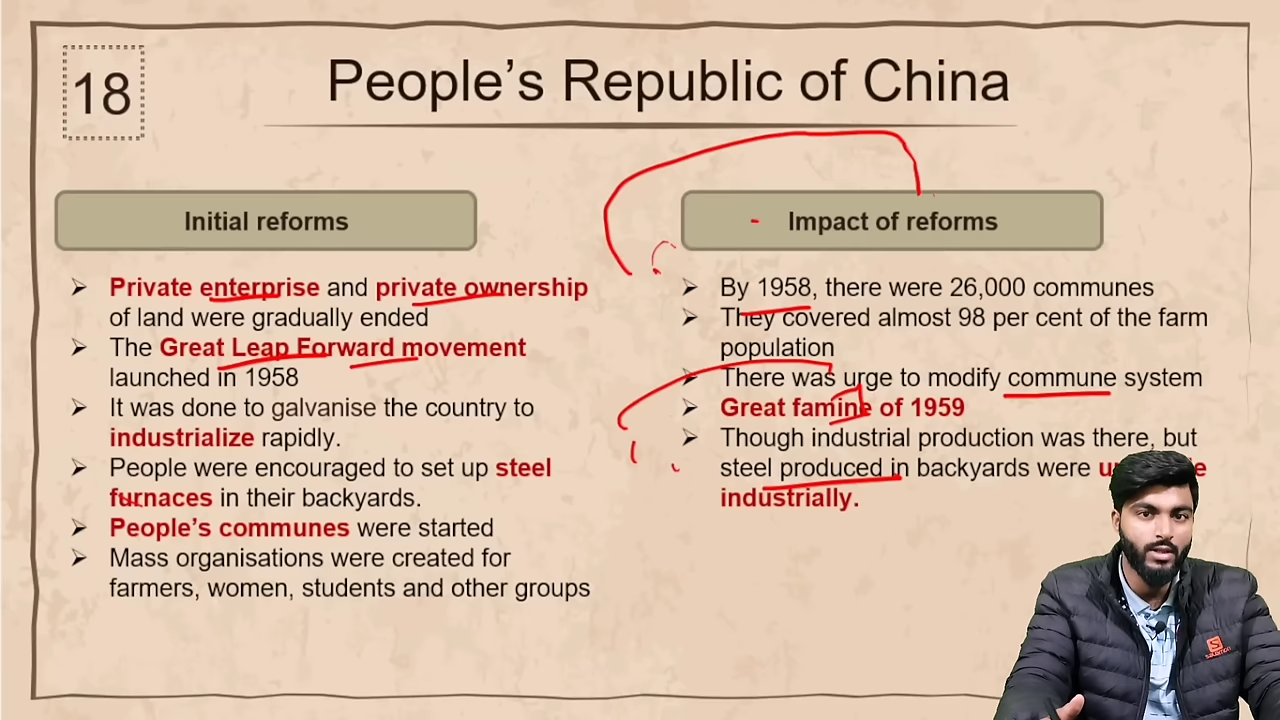 18
People’s Republic of China
Initial reforms
➢ Private enterprise and private ownership
of land were gradually ended
➢ The Great Leap Forward movement
launched in 1958
➢ It was done to galvanise the country to
industrialize rapidly.
➢ People were encouraged to set up steel
furnaces in their backyards.
➢ People’s communes were started
➢ Mass organisations were created for
farmers, women, students and other groups
Impact of reforms
➢ By 1958, there were 26,000 communes
➢ They covered almost 98 per cent of the farm
population
➢ There was urge to modify commune system
➢ Great famine of 1959
➢ Though industrial production was there, but
steel produced in backyards were
industrially.